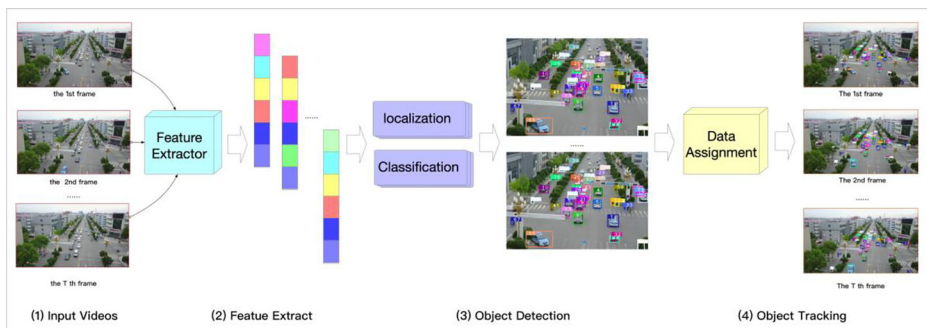 the 1st frame
the 2nd frame
......
the T th frame
Feature
Extractor
......
localization
Classification
......
Data
Assignment
The 1st frame
The 2nd frame
......
The T th frame
(1) Input Videos
(2) Featue Extract
(3) Object Detection
(4) Object Tracking